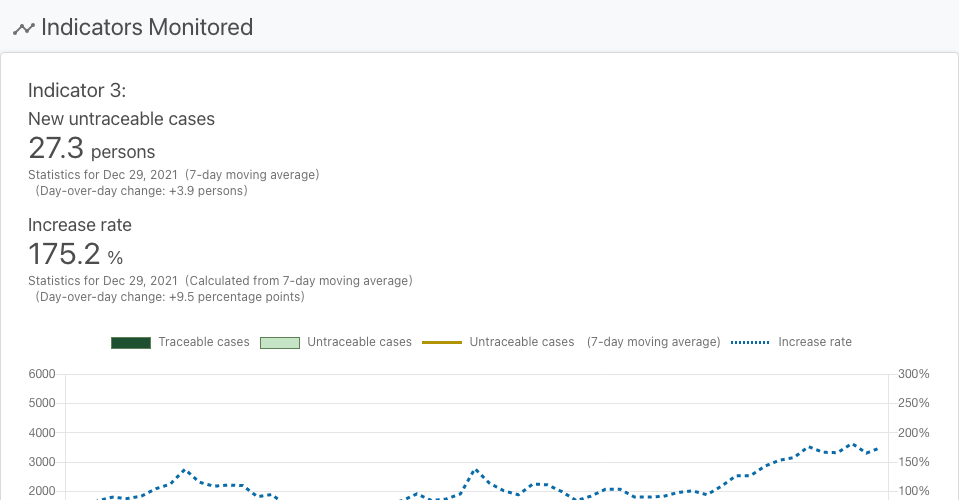 Indicators Monitored
Indicator 3:
New untraceable cases
27.3 persons
Statistics for Dec 29, 2021 (7-day moving average)
(Day-over-day change: +3.9 persons)
Increase rate
175.2 %
Statistics for Dec 29, 2021 (Calculated from 7-day moving average)
(Day-over-day change: +9.5 percentage points)
Traceable cases Untraceable cases Untraceable cases (7-day moving average) Increase rate
6000 300%
5000 250%
4000 200%
3000 150%
2000 100%